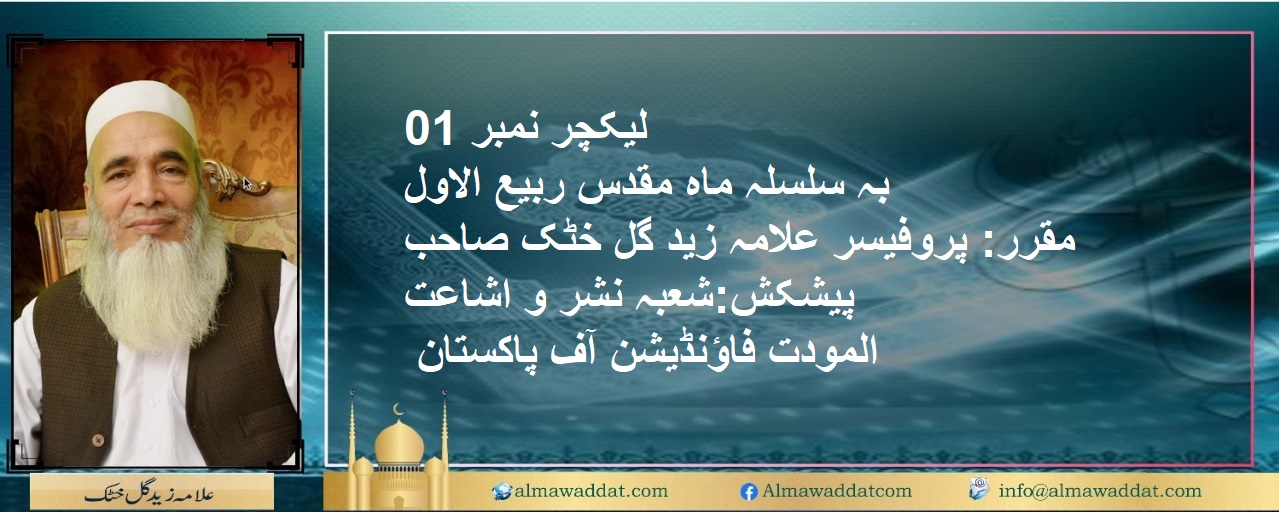 لیکچر نمبر 01
بہ سلسلہ ماہ مقدس ربیع الاول
مقرر: پروفیسر علامہ زید گل خٹک صاحب
پیشکش:شعبہ نشر و اشاعت
المودت فاؤنڈیشن آف پاکستان
علامہ زید گل خٹک
almawaddat.com
Almawaddatcom
info@almawaddat.com